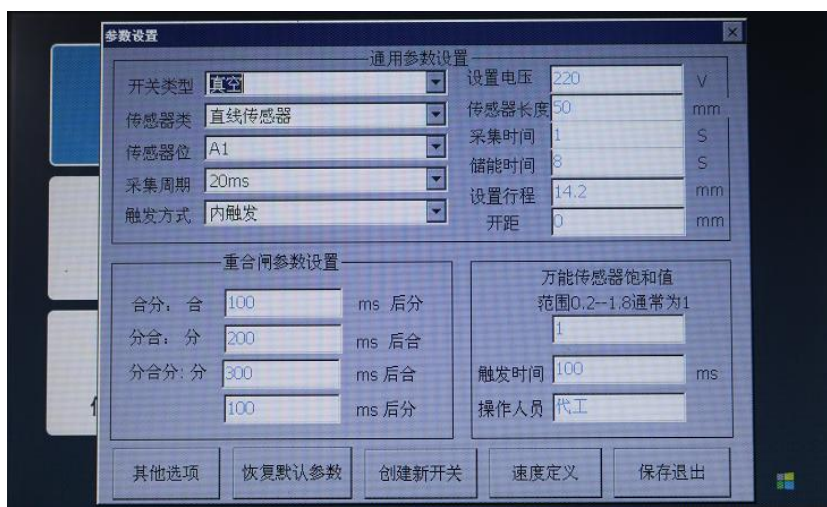 参数设置
通用参数设置
开关类型 真空
传感器类 直线传感器
传感器位 A1
采集周期 20ms
触发方式 内触发
设置电压 220 V
传感器长度 50 mm
采集时间 1 S
储能时间 8 S
设置行程 14.2 mm
开距 0 mm
重合闸参数设置
合分: 合 100 ms 后分
分合: 分 200 ms 后合
分合分: 分 300 ms 后合
100 ms 后分
万能传感器饱和值
范围0.2--1.8通常为1
1
触发时间 100 ms
操作人员 代工
其他选项 恢复默认参数 创建新开关 速度定义 保存退出